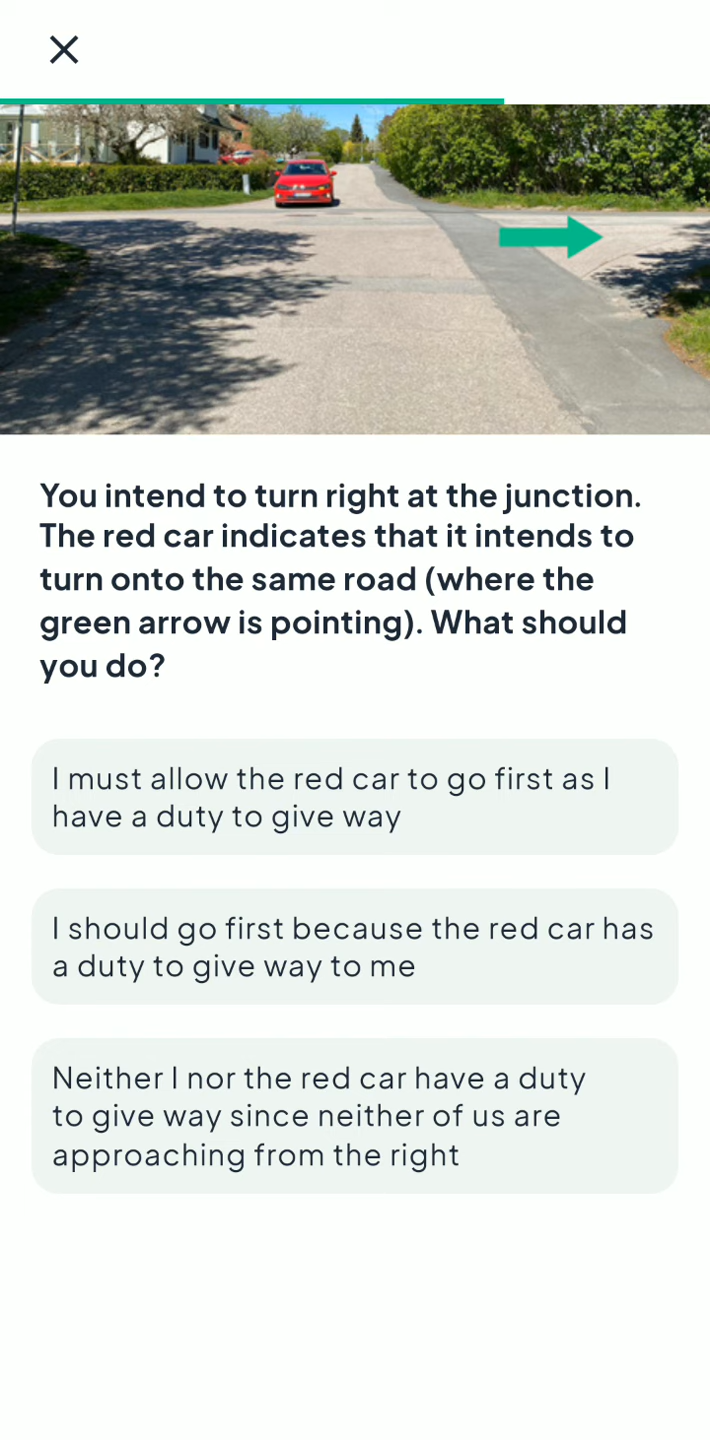 You intend to turn right at the junction.
The red car indicates that it intends to
turn onto the same road (where the
green arrow is pointing). What should
you do?
I must allow the red car to go first as I
have a duty to give way
I should go first because the red car has
a duty to give way to me
Neither I nor the red car have a duty
to give way since neither of us are
approaching from the right